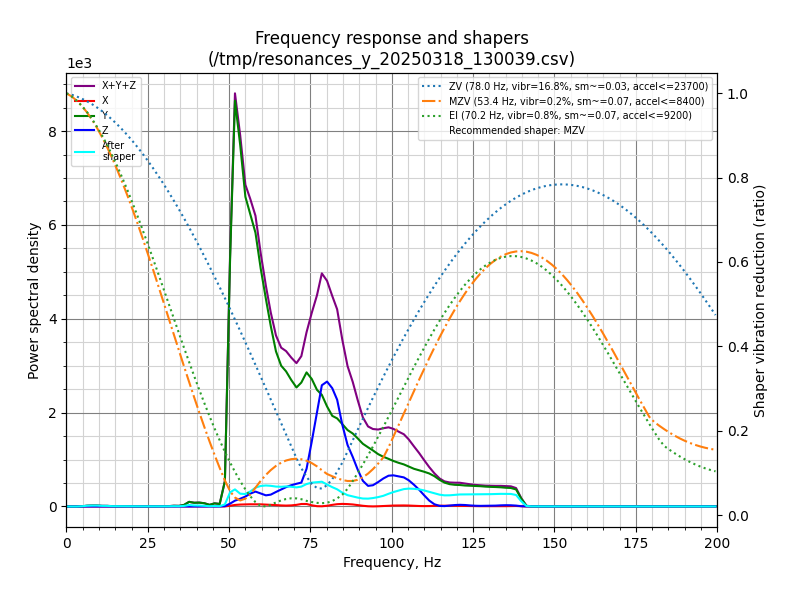 Frequency response and shapers
(/tmp/resonances_y_20250318_130039.csv)
1e3
X+Y+Z
X
Y
Z
After
shaper
ZV (78.0 Hz, vibr=16.8%, sm~=0.03, accel<=23700)
MZV (53.4 Hz, vibr=0.2%, sm~=0.07, accel<=8400)
EI (70.2 Hz, vibr=0.8%, sm~=0.07, accel<=9200)
Recommended shaper: MZV
Power spectral density
8
6
4
2
0
1.0
0.8
0.6
0.4
0.2
0.0
Shaper vibration reduction (ratio)
0 25 50 75 100 125 150 175 200
Frequency, Hz